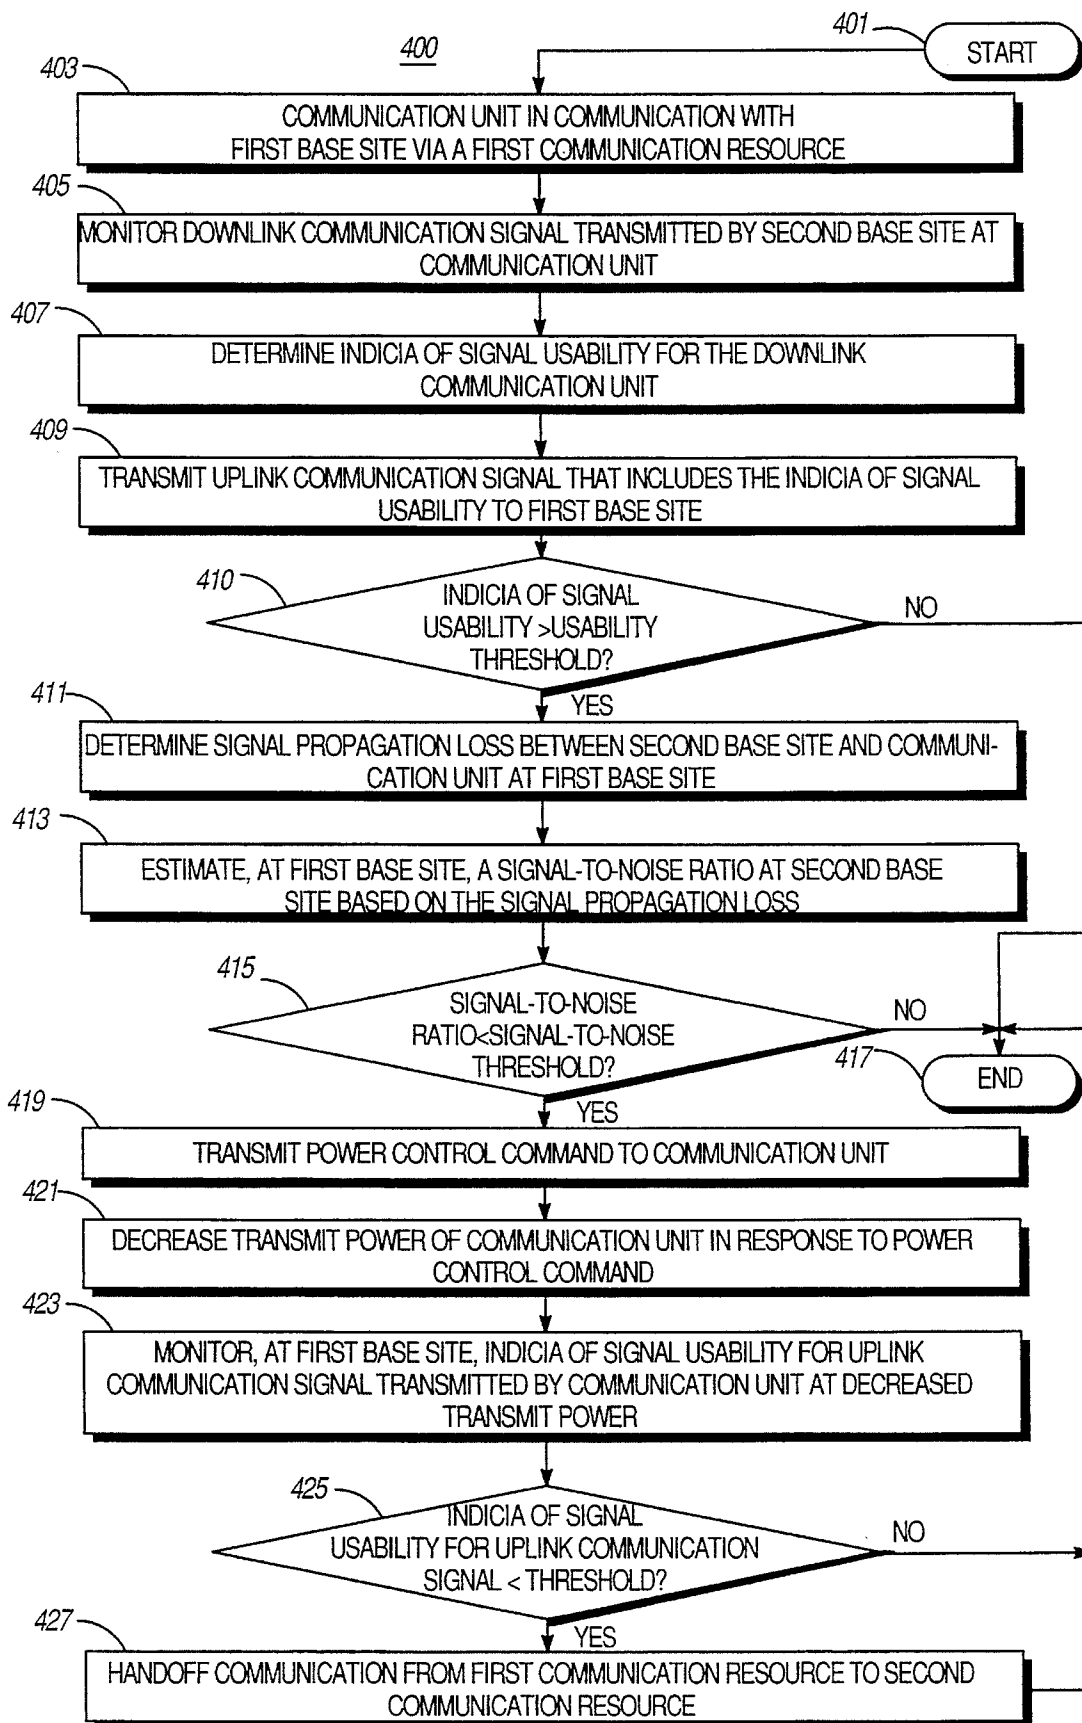 400
401
START
403
COMMUNICATION UNIT IN COMMUNICATION WITH
FIRST BASE SITE VIA A FIRST COMMUNICATION RESOURCE
405
MONITOR DOWNLINK COMMUNICATION SIGNAL TRANSMITTED BY SECOND BASE SITE AT
COMMUNICATION UNIT
407
DETERMINE INDICIA OF SIGNAL USABILITY FOR THE DOWNLINK
COMMUNICATION UNIT
409
TRANSMIT UPLINK COMMUNICATION SIGNAL THAT INCLUDES THE INDICIA OF SIGNAL
USABILITY TO FIRST BASE SITE
410
INDICIA OF SIGNAL
USABILITY >USABILITY
THRESHOLD?
NO
YES
411
DETERMINE SIGNAL PROPAGATION LOSS BETWEEN SECOND BASE SITE AND COMMUNI-
CATION UNIT AT FIRST BASE SITE
413
ESTIMATE, AT FIRST BASE SITE, A SIGNAL-TO-NOISE RATIO AT SECOND BASE
SITE BASED ON THE SIGNAL PROPAGATION LOSS
415
SIGNAL-TO-NOISE
RATIO<SIGNAL-TO-NOISE
THRESHOLD?
NO
417
END
YES
419
TRANSMIT POWER CONTROL COMMAND TO COMMUNICATION UNIT
421
DECREASE TRANSMIT POWER OF COMMUNICATION UNIT IN RESPONSE TO POWER
CONTROL COMMAND
423
MONITOR, AT FIRST BASE SITE, INDICIA OF SIGNAL USABILITY FOR UPLINK
COMMUNICATION SIGNAL TRANSMITTED BY COMMUNICATION UNIT AT DECREASED
TRANSMIT POWER
425
INDICIA OF SIGNAL
USABILITY FOR UPLINK COMMUNICATION
SIGNAL < THRESHOLD?
NO
YES
427
HANDOFF COMMUNICATION FROM FIRST COMMUNICATION RESOURCE TO SECOND
COMMUNICATION RESOURCE